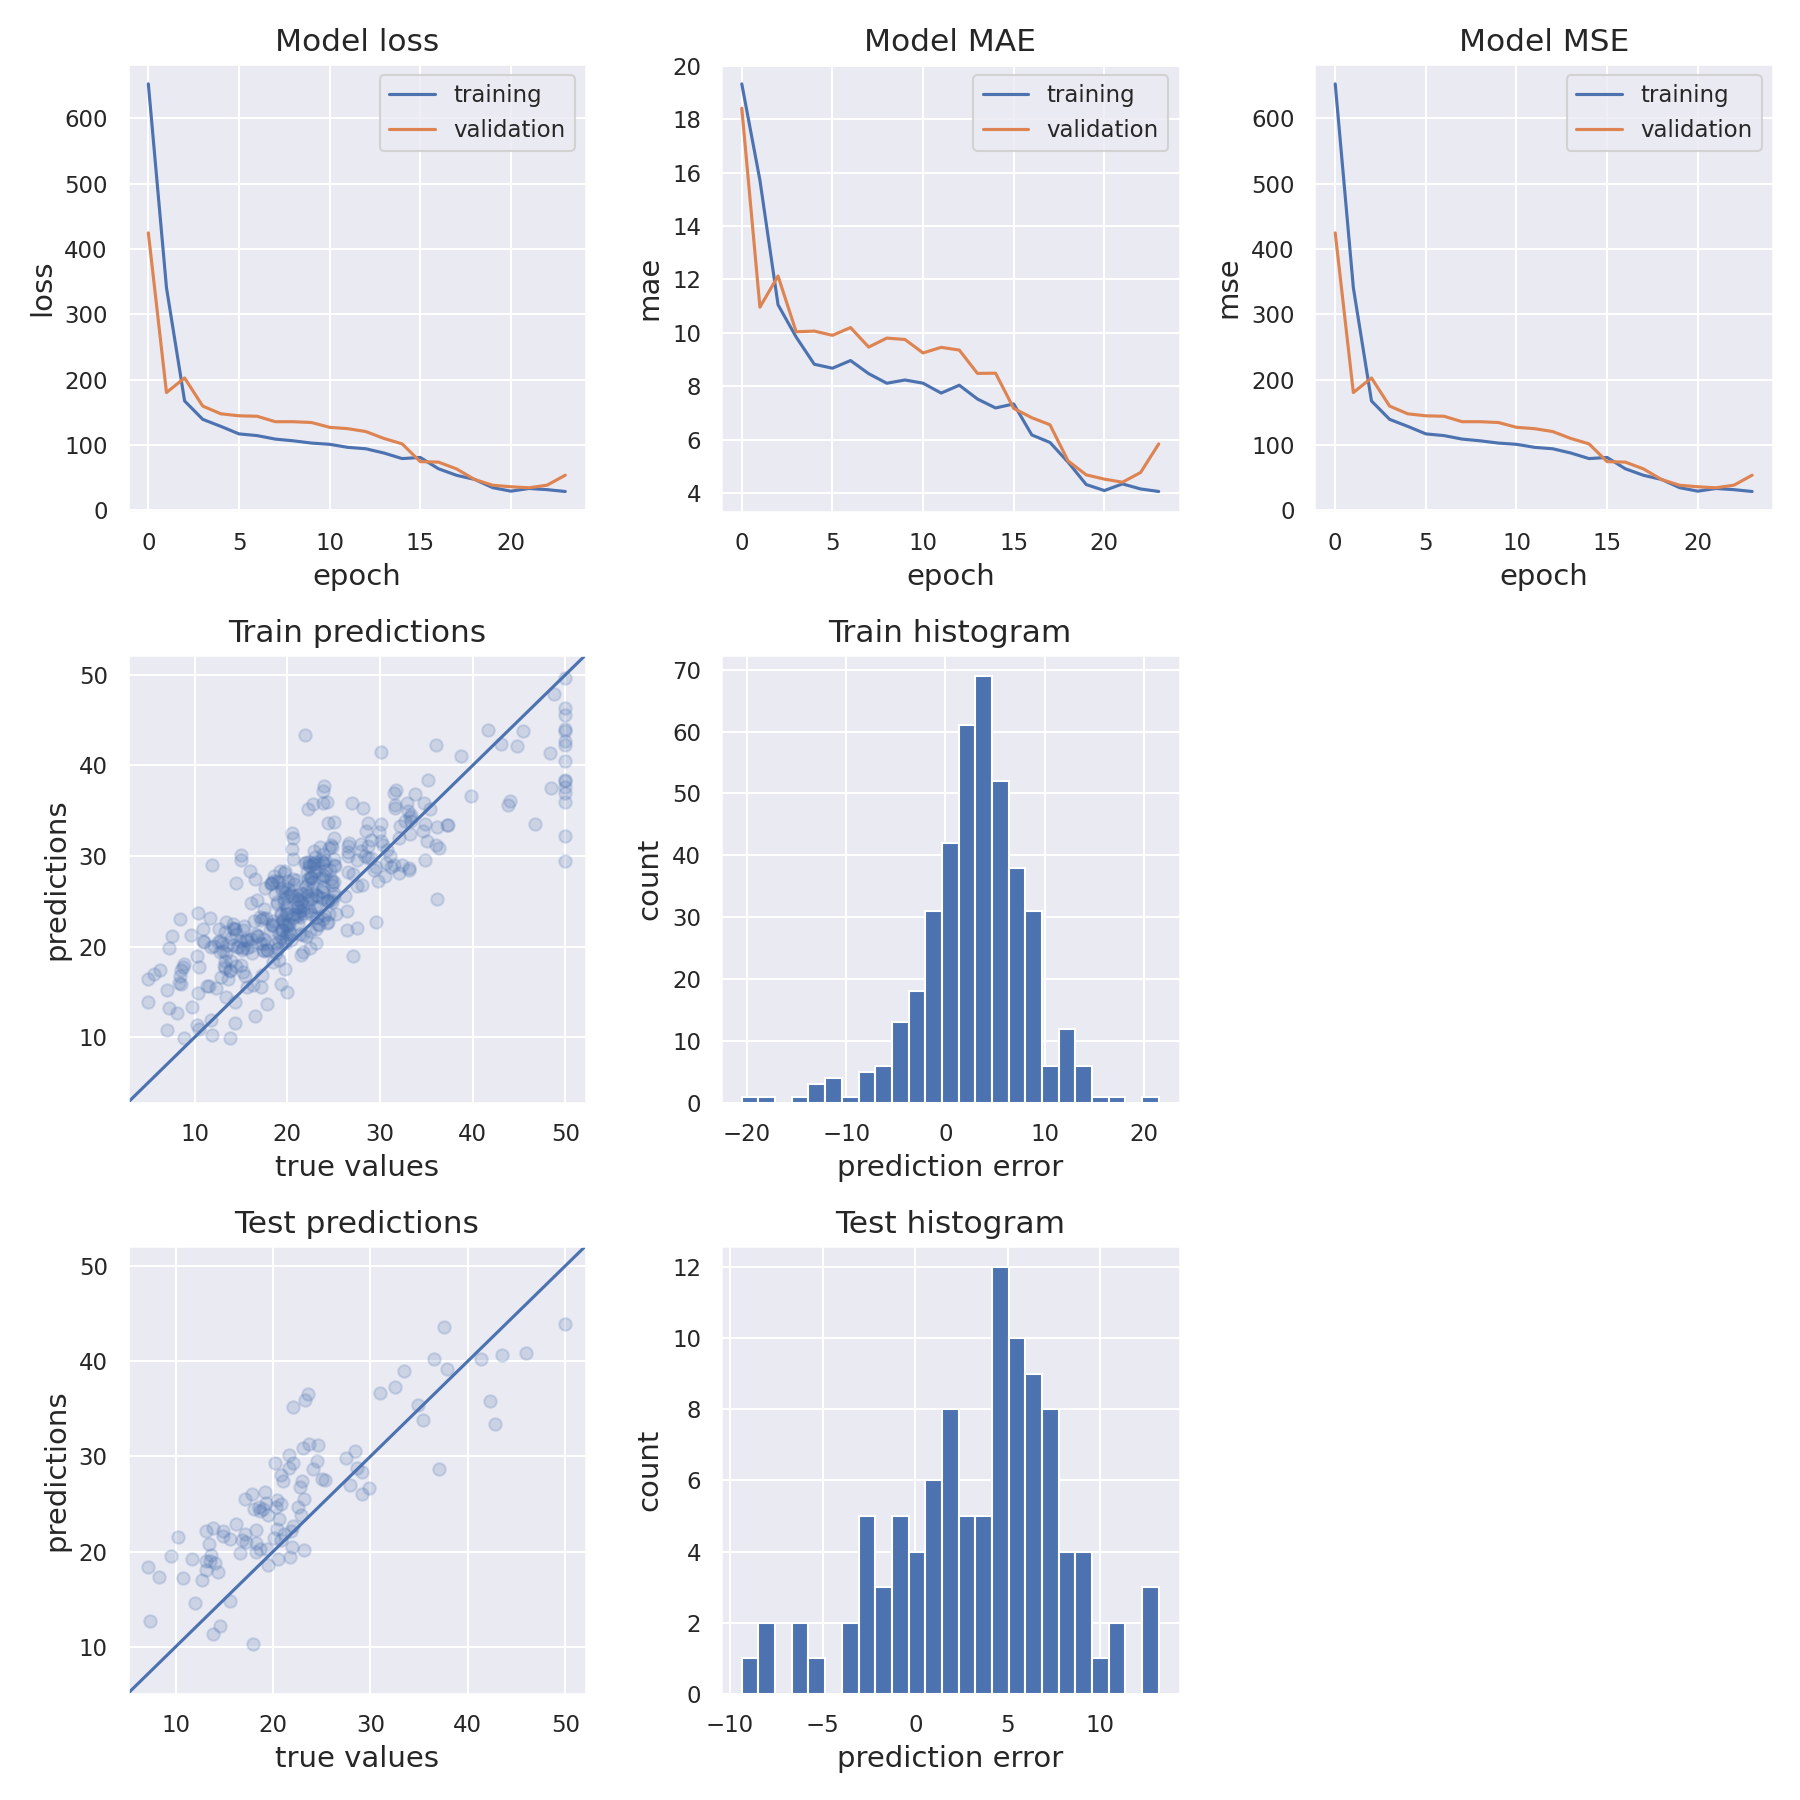 Model loss
600
500
400
300
200
100
0
loss
training
validation
0 5 10 15 20
epoch
Model MAE
20
18
16
14
12
10
8
6
4
mae
training
validation
0 5 10 15 20
epoch
Model MSE
600
500
400
300
200
100
0
mse
training
validation
0 5 10 15 20
epoch
Train predictions
50
40
30
20
10
predictions
10 20 30 40 50
true values
Train histogram
70
60
50
40
30
20
10
0
count
−20 −10 0 10 20
prediction error
Test predictions
50
40
30
20
10
predictions
10 20 30 40 50
true values
Test histogram
12
10
8
6
4
2
0
count
−10 −5 0 5 10
prediction error